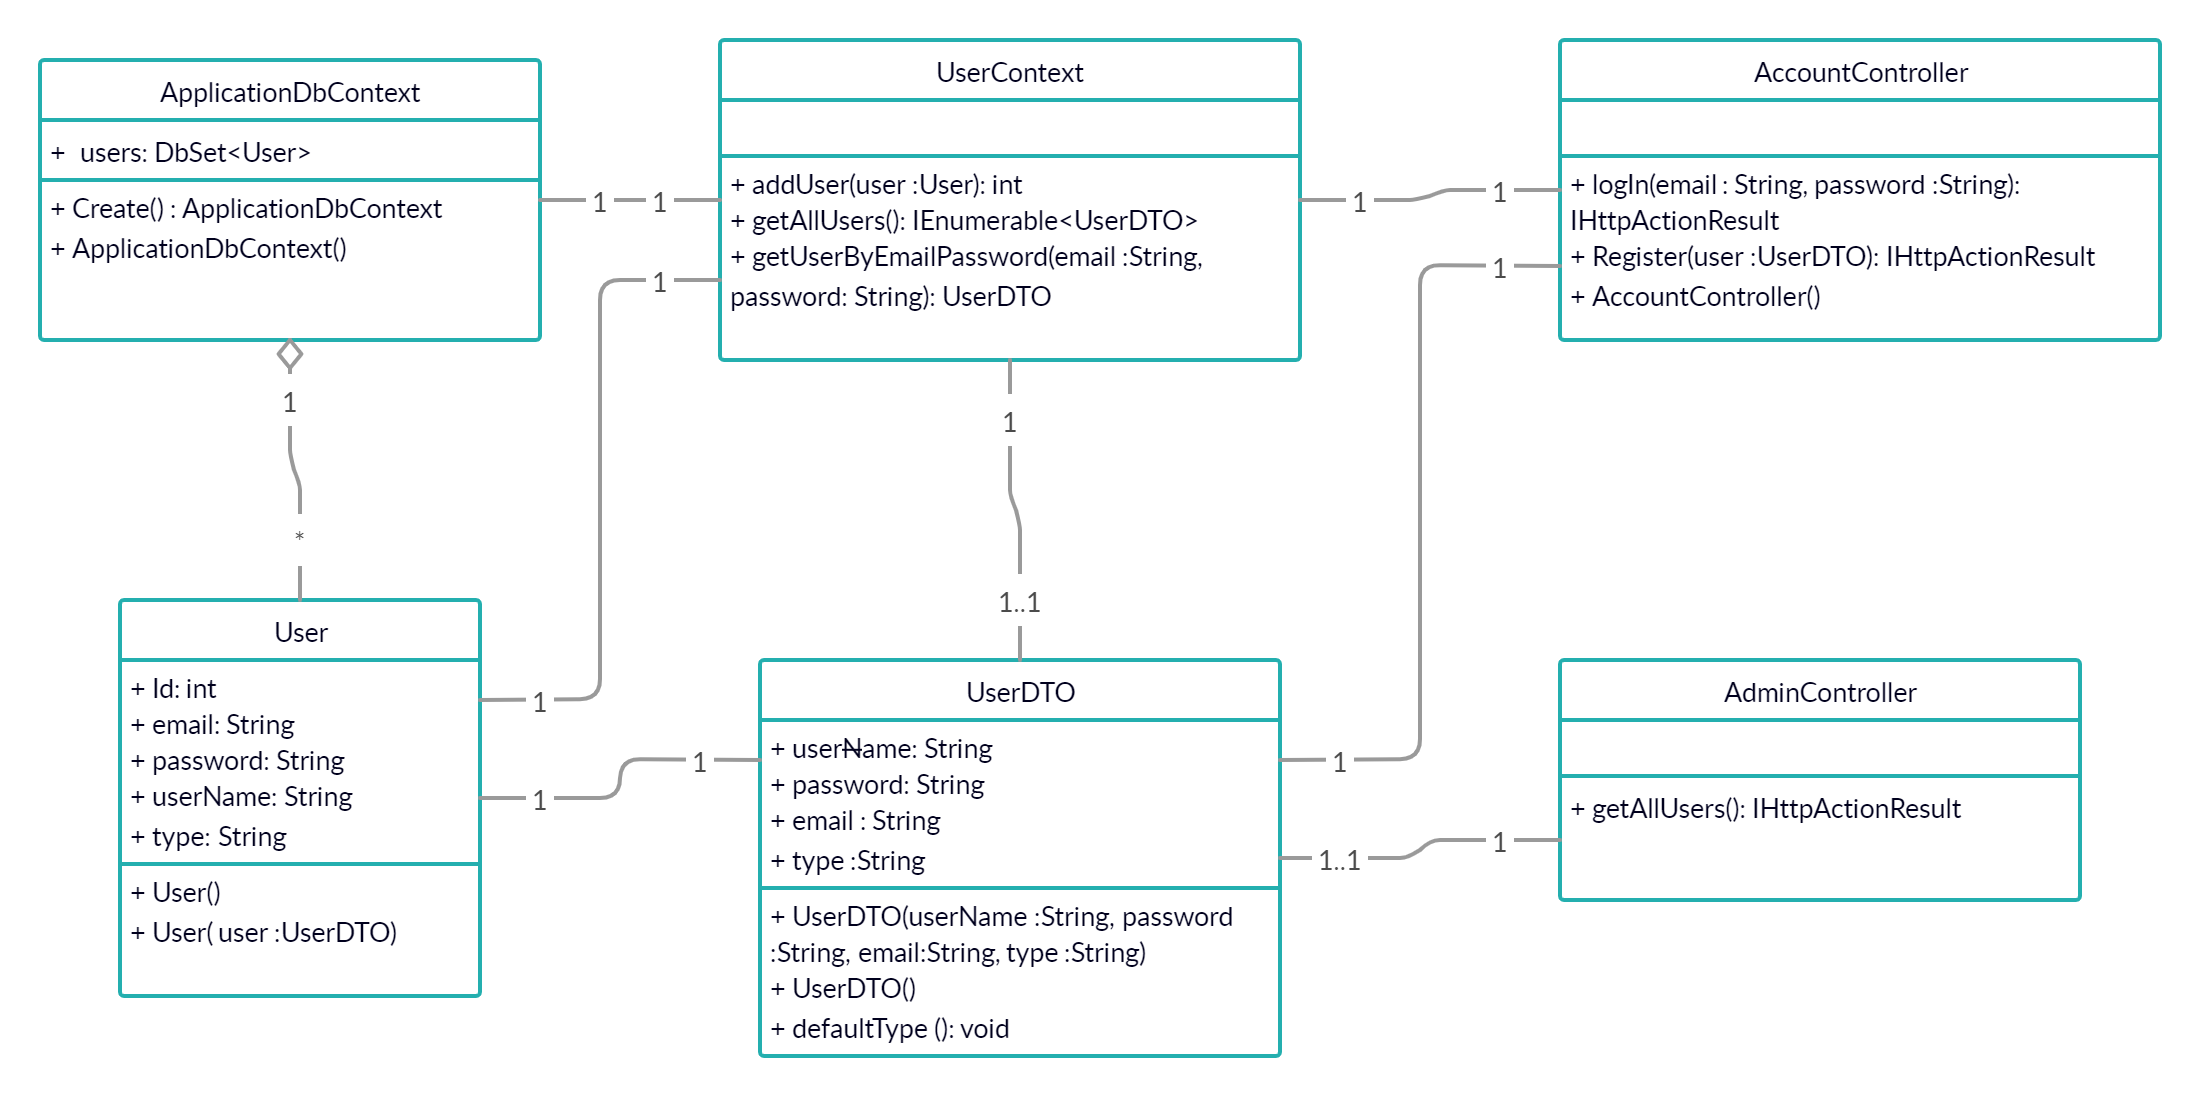 ApplicationDbContext
+ users: DbSet<User>
+ Create() : ApplicationDbContext
+ ApplicationDbContext()
UserContext
+ addUser(user :User): int
+ getAllUsers(): IEnumerable<UserDTO>
+ getUserByEmailPassword(email :String,
password: String): UserDTO
AccountController
+ logIn(email : String, password :String):
IHttpActionResult
+ Register(user :UserDTO): IHttpActionResult
+ AccountController()
1
1
1
1
1
1
1
1
*
1
1..1
User
+ Id: int
+ email: String
+ password: String
+ userName: String
+ type: String
+ User()
+ User( user :UserDTO)
1
1
1
UserDTO
+ userName: String
+ password: String
+ email : String
+ type :String
+ UserDTO(userName :String, password
:String, email:String, type :String)
+ UserDTO()
+ defaultType (): void
1
1..1
1
AdminController
+ getAllUsers(): IHttpActionResult